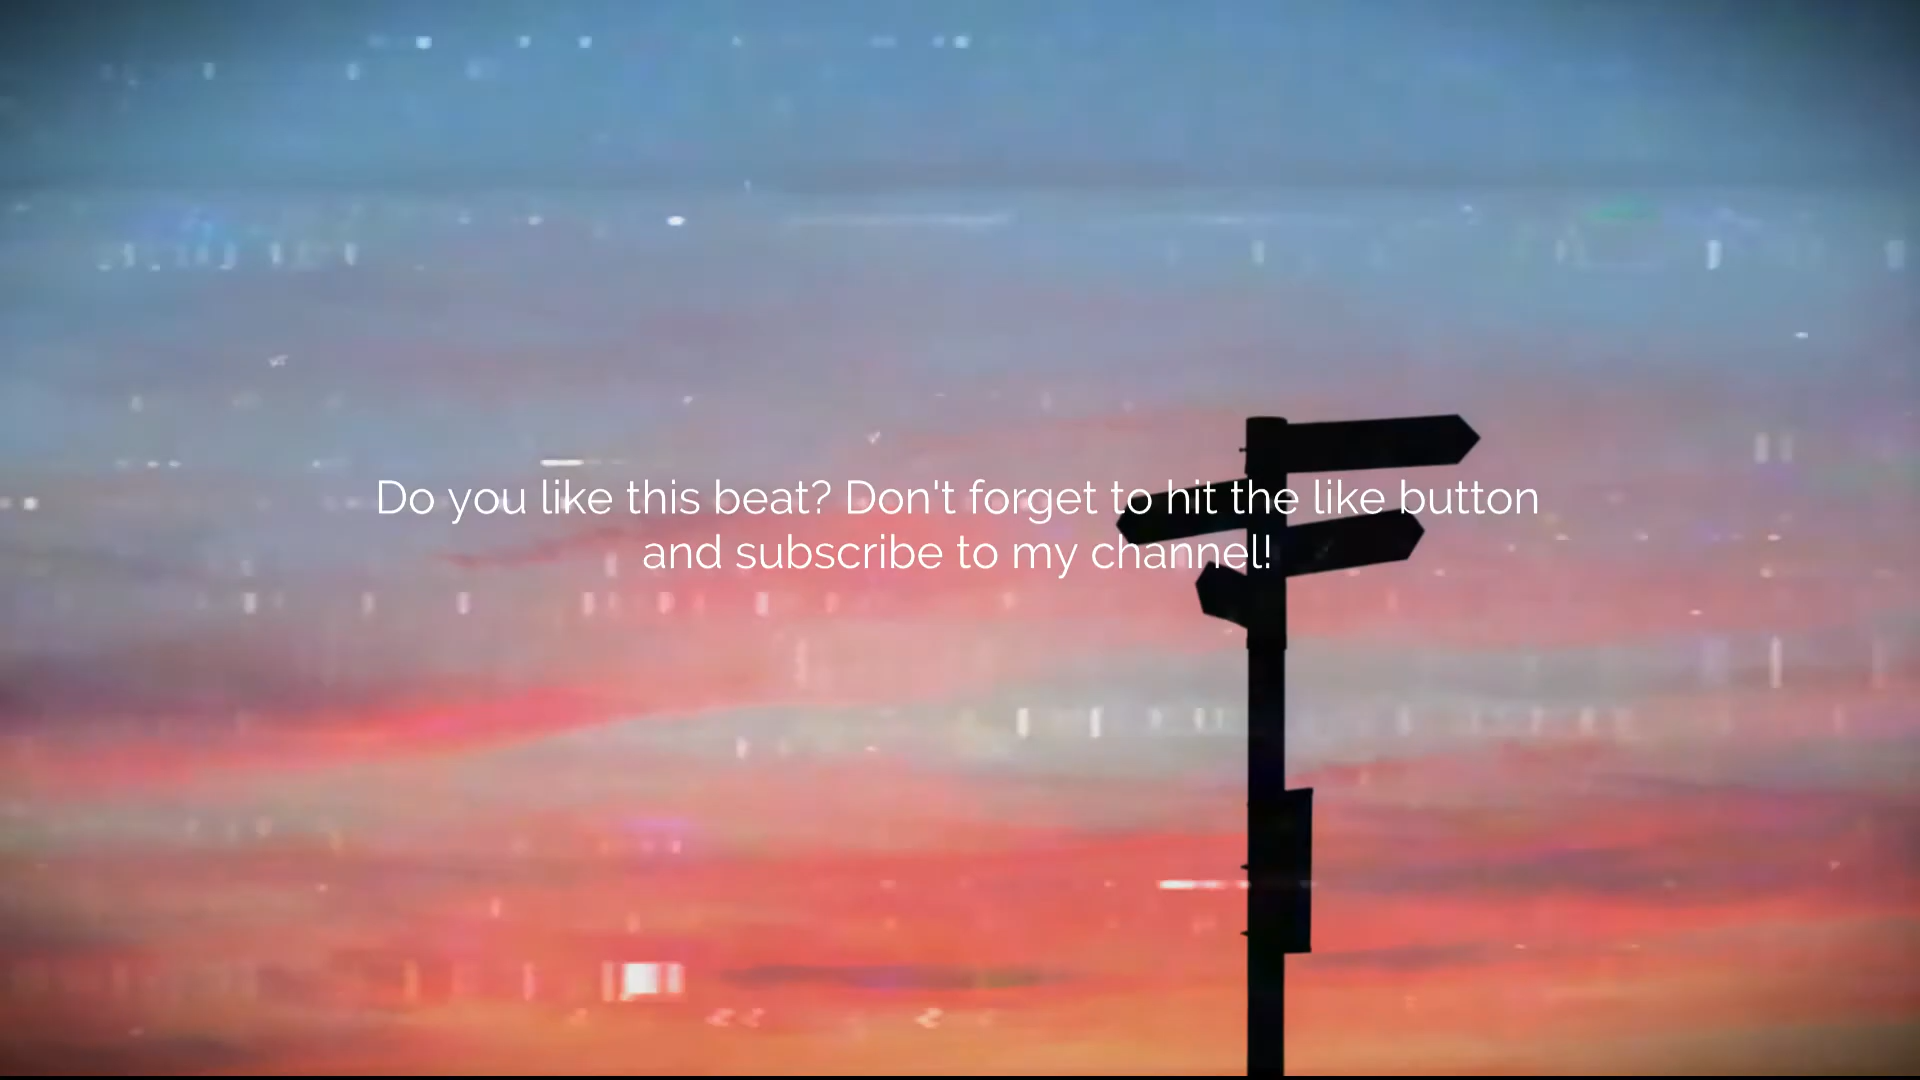 Do you like this beat? Don't forget to hit the like button
and subscribe to my channel!